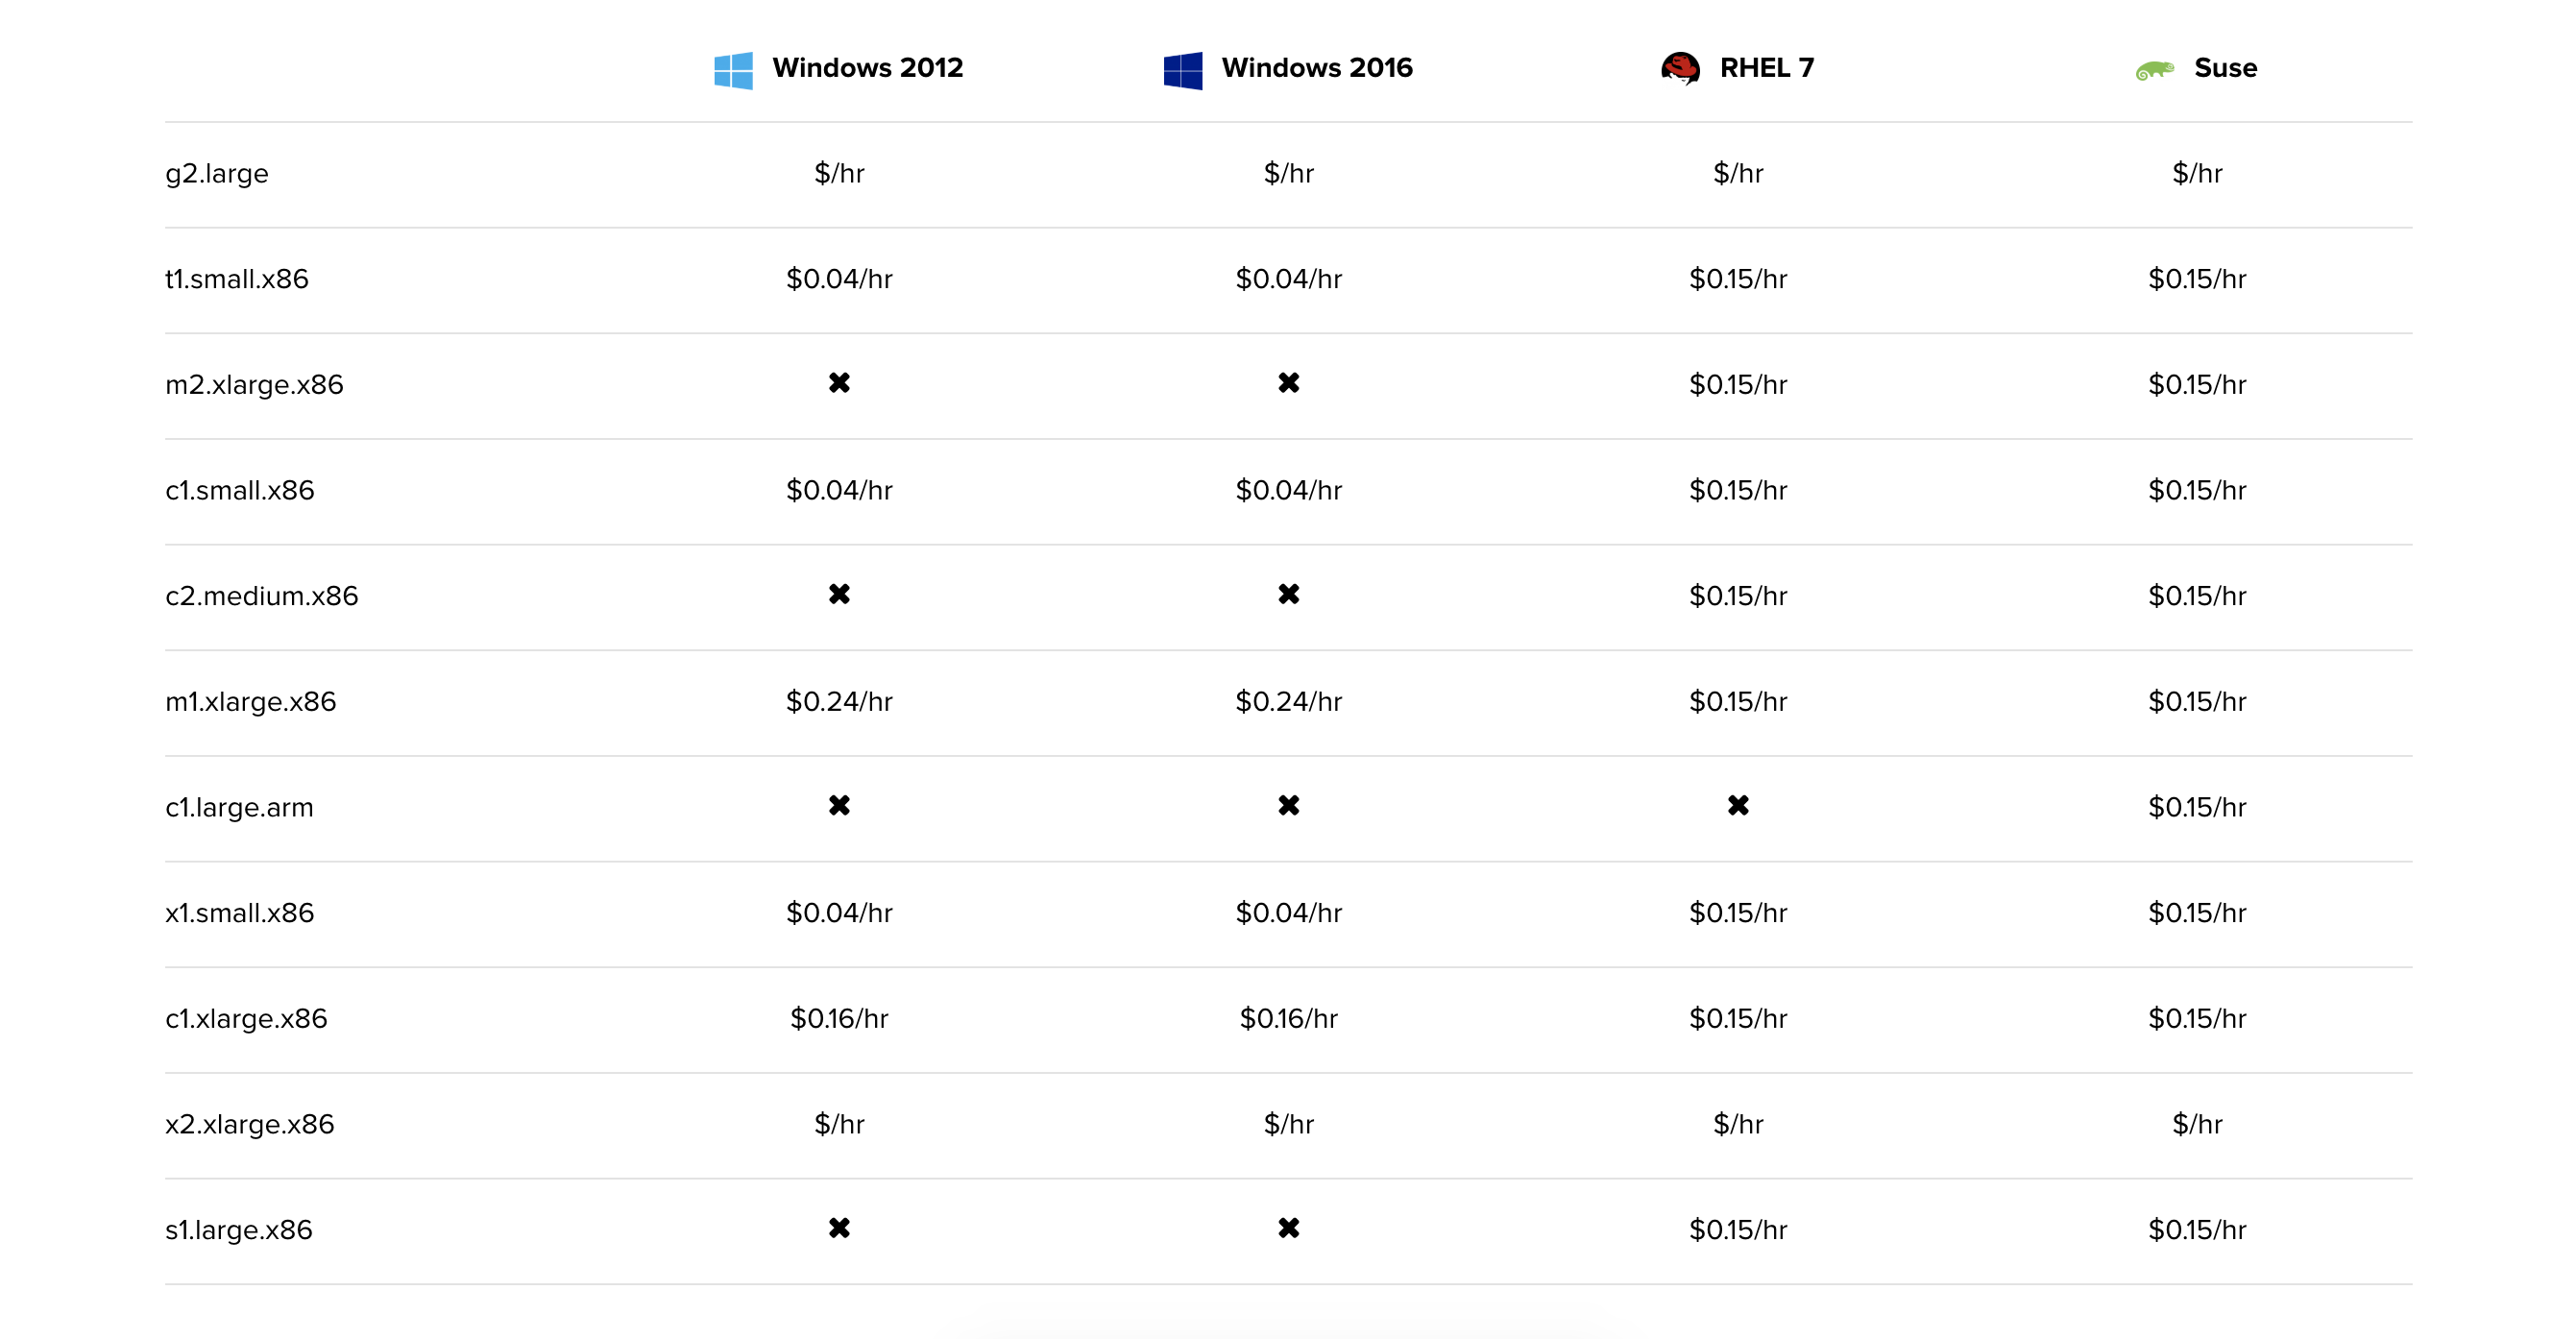 Windows 2012 Windows 2016 RHEL 7 Suse
g2.large $/hr $/hr $/hr $/hr
t1.small.x86 $0.04/hr $0.04/hr $0.15/hr $0.15/hr
m2.xlarge.x86 ✖ ✖ $0.15/hr $0.15/hr
c1.small.x86 $0.04/hr $0.04/hr $0.15/hr $0.15/hr
c2.medium.x86 ✖ ✖ $0.15/hr $0.15/hr
m1.xlarge.x86 $0.24/hr $0.24/hr $0.15/hr $0.15/hr
c1.large.arm ✖ ✖ ✖ $0.15/hr
x1.small.x86 $0.04/hr $0.04/hr $0.15/hr $0.15/hr
c1.xlarge.x86 $0.16/hr $0.16/hr $0.15/hr $0.15/hr
x2.xlarge.x86 $/hr $/hr $/hr $/hr
s1.large.x86 ✖ ✖ $0.15/hr $0.15/hr